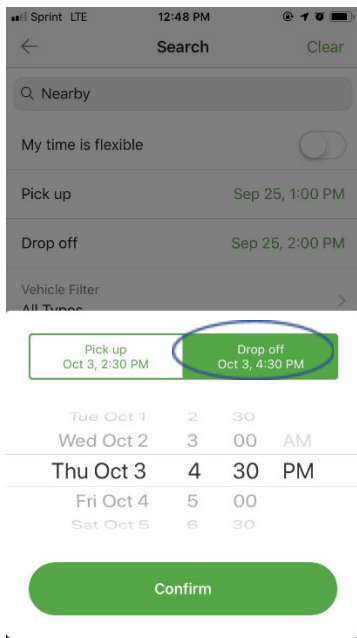 Sprint LTE 12:48 PM
Search Clear
Nearby
My time is flexible
Pick up Sep 25, 1:00 PM
Drop off Sep 25, 2:00 PM
Vehicle Filter
All Types
Pick up Drop off
Oct 3, 2:30 PM Oct 3, 4:30 PM
Tue Oct 1 2 30
Wed Oct 2 3 00 AM
Thu Oct 3 4 30 PM
Fri Oct 4 5 00
Sat Oct 5 6 30
Confirm